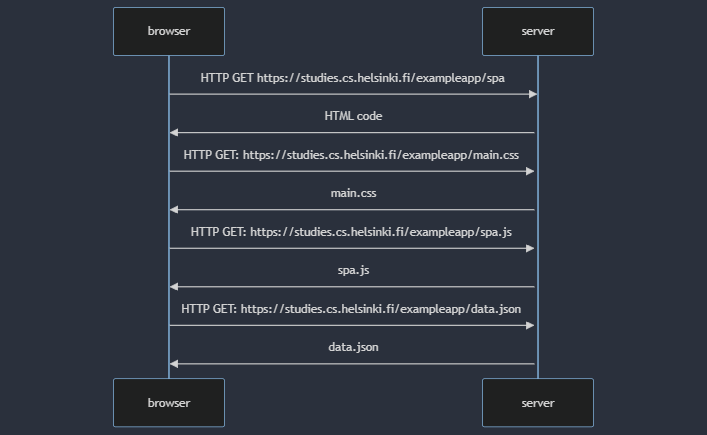 browser
server
HTTP GET https://studies.cs.helsinki.fi/exampleapp/spa
HTML code
HTTP GET: https://studies.cs.helsinki.fi/exampleapp/main.css
main.css
HTTP GET: https://studies.cs.helsinki.fi/exampleapp/spa.js
spa.js
HTTP GET: https://studies.cs.helsinki.fi/exampleapp/data.json
data.json
browser
server